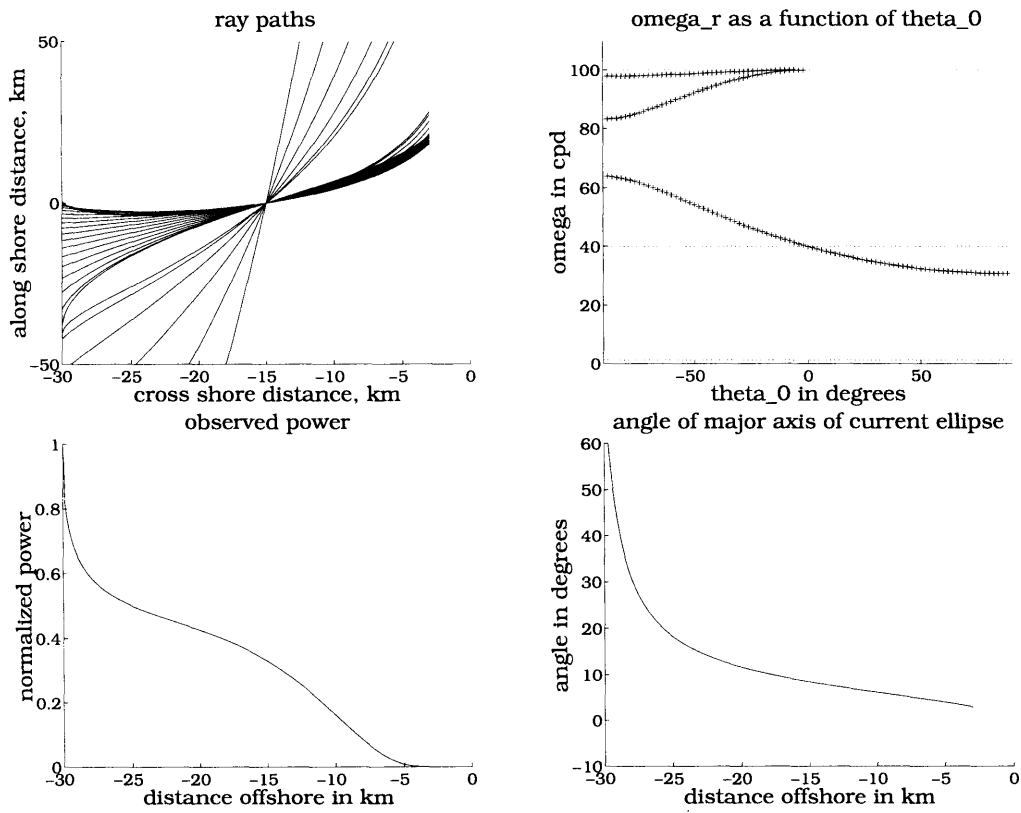 ray paths
along shore distance, km
50
0
-50
-30 -25 -20 -15 -10 -5 0
cross shore distance, km
omega_r as a function of theta_0
omega in cpd
100
80
60
40
20
0
-50 0 50
theta_0 in degrees
observed power
normalized power
1
0.8
0.6
0.4
0.2
0
-30 -25 -20 -15 -10 -5 0
distance offshore in km
angle of major axis of current ellipse
angle in degrees
60
50
40
30
20
10
0
-10
-30 -25 -20 -15 -10 -5 0
distance offshore in km